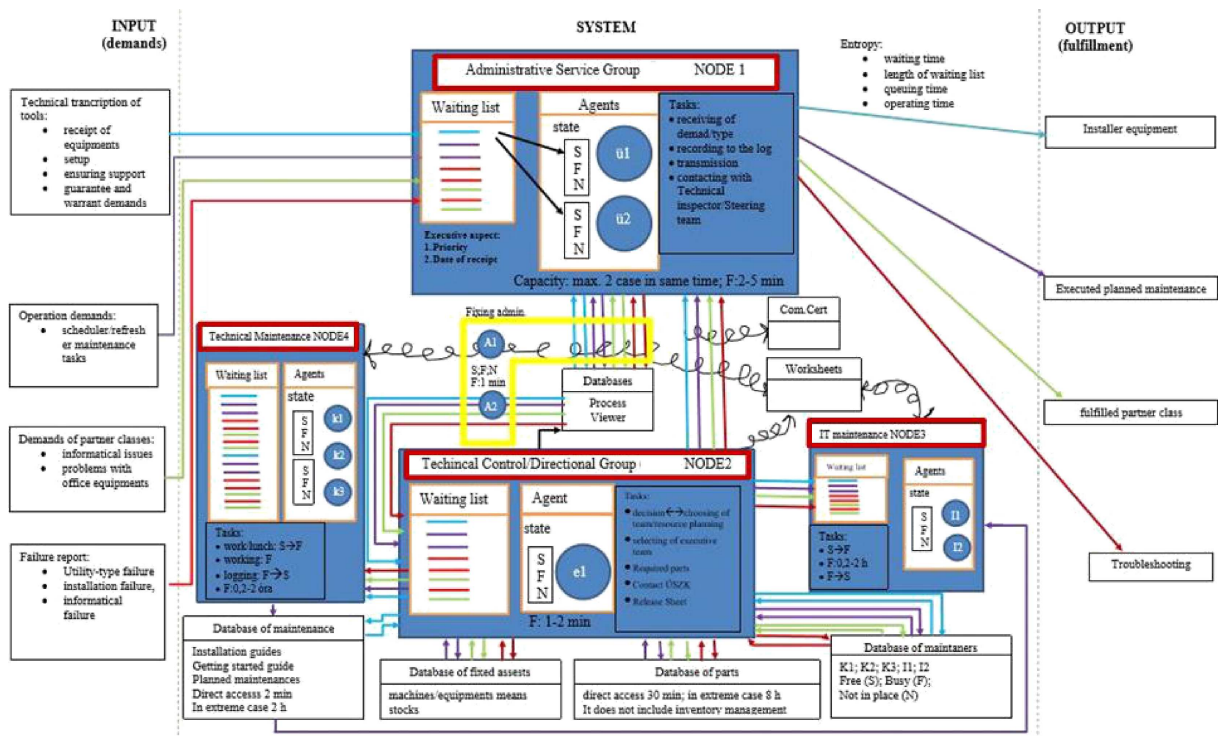 INPUT
(demands)
SYSTEM
OUTPUT
(fulfillment)
Technical trancription of
tools:
• receipt of
equipments
• setup
• ensuring support
• guarantee and
warrant demands
Operation demands:
• scheduler/refresh
er maintenance
tasks
Demands of partner classes:
• informatical issues
• problems with
office equipments
Failure report:
• Utility-type failure
• installation failure,
• informatical
failure
Administrative Service Group NODE 1
Waiting list
Executive aspect:
1. Priority
2. Date of receipt
Agents
state
S
F
N
ü1
S
F
N
ü2
Tasks:
• receiving of
demad/type
• recording to the log
• transmission
• contacting with
Technical
inspector/Steering
team
Capacity: max. 2 case in same time; F:2-5 min
Entropy:
• waiting time
• length of waiting list
• queuing time
• operating time
Fixing admin.
A1
S;F;N
F:1 min
A2
Databases
Process
Viewer
Com.Cert
Worksheets
Technical Maintenance NODE4
Waiting list
Agents
state
S
F
N
S
F
N
k1
k2
k3
Tasks:
• work/lunch: S→F
• working: F
• logging: F→S
• F:0,2-2 óra
Techincal Control/Directional Group NODE2
Waiting list
Agent
state
S
F
N
e1
Tasks:
• decision ↔choosing of
team/resource planning
• selecting of executive
team
• Required parts
• Contact ÜSZK
• Release Sheet
F: 1-2 min
IT maintenance NODE3
Waiting list
Agents
state
S
F
N
I1
I2
Tasks:
• S→F
• F:0,2-2 h
• F→S
Database of maintenance
Installation guides
Getting started guide
Planned maintenances
Direct accesss 2 min
In extreme case 2 h
Database of fixed assests
machines/equipments means
stocks
Database of parts
direct access 30 min; in extreme case 8 h
It does not include inventory management
Database of maintaners
K1; K2; K3; I1; I2
Free (S); Busy (F);
Not in place (N)
Installer equipment
Executed planned maintenance
fulfilled partner class
Troubleshooting